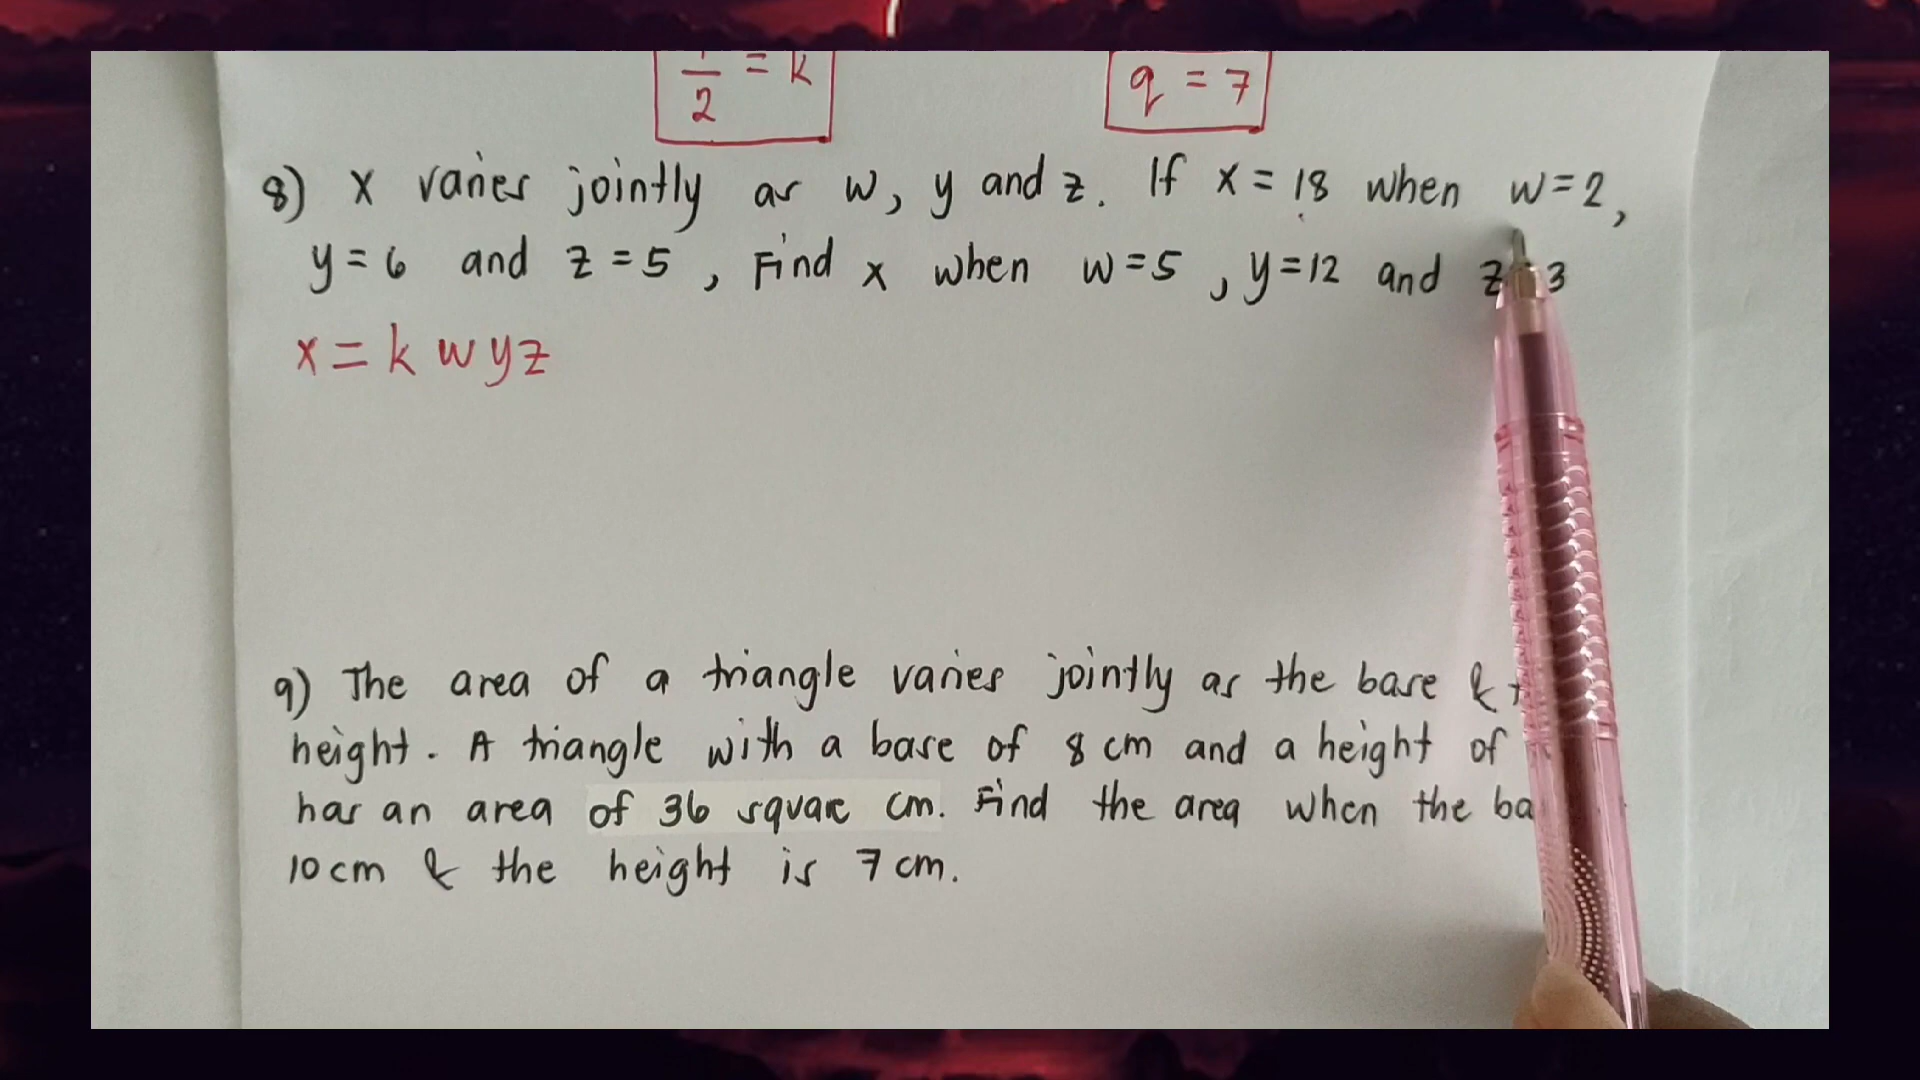 1/2 = k
q = 7
8) x varies jointly as w, y and z. If x = 18 when w = 2,
y = 6 and z = 5, Find x when w = 5, y = 12 and z 3
x = k w y z
9) The area of a triangle varies jointly as the base &
height. A triangle with a base of 8 cm and a height of
has an area of 36 square cm. Find the area when the
10 cm & the height is 7 cm.